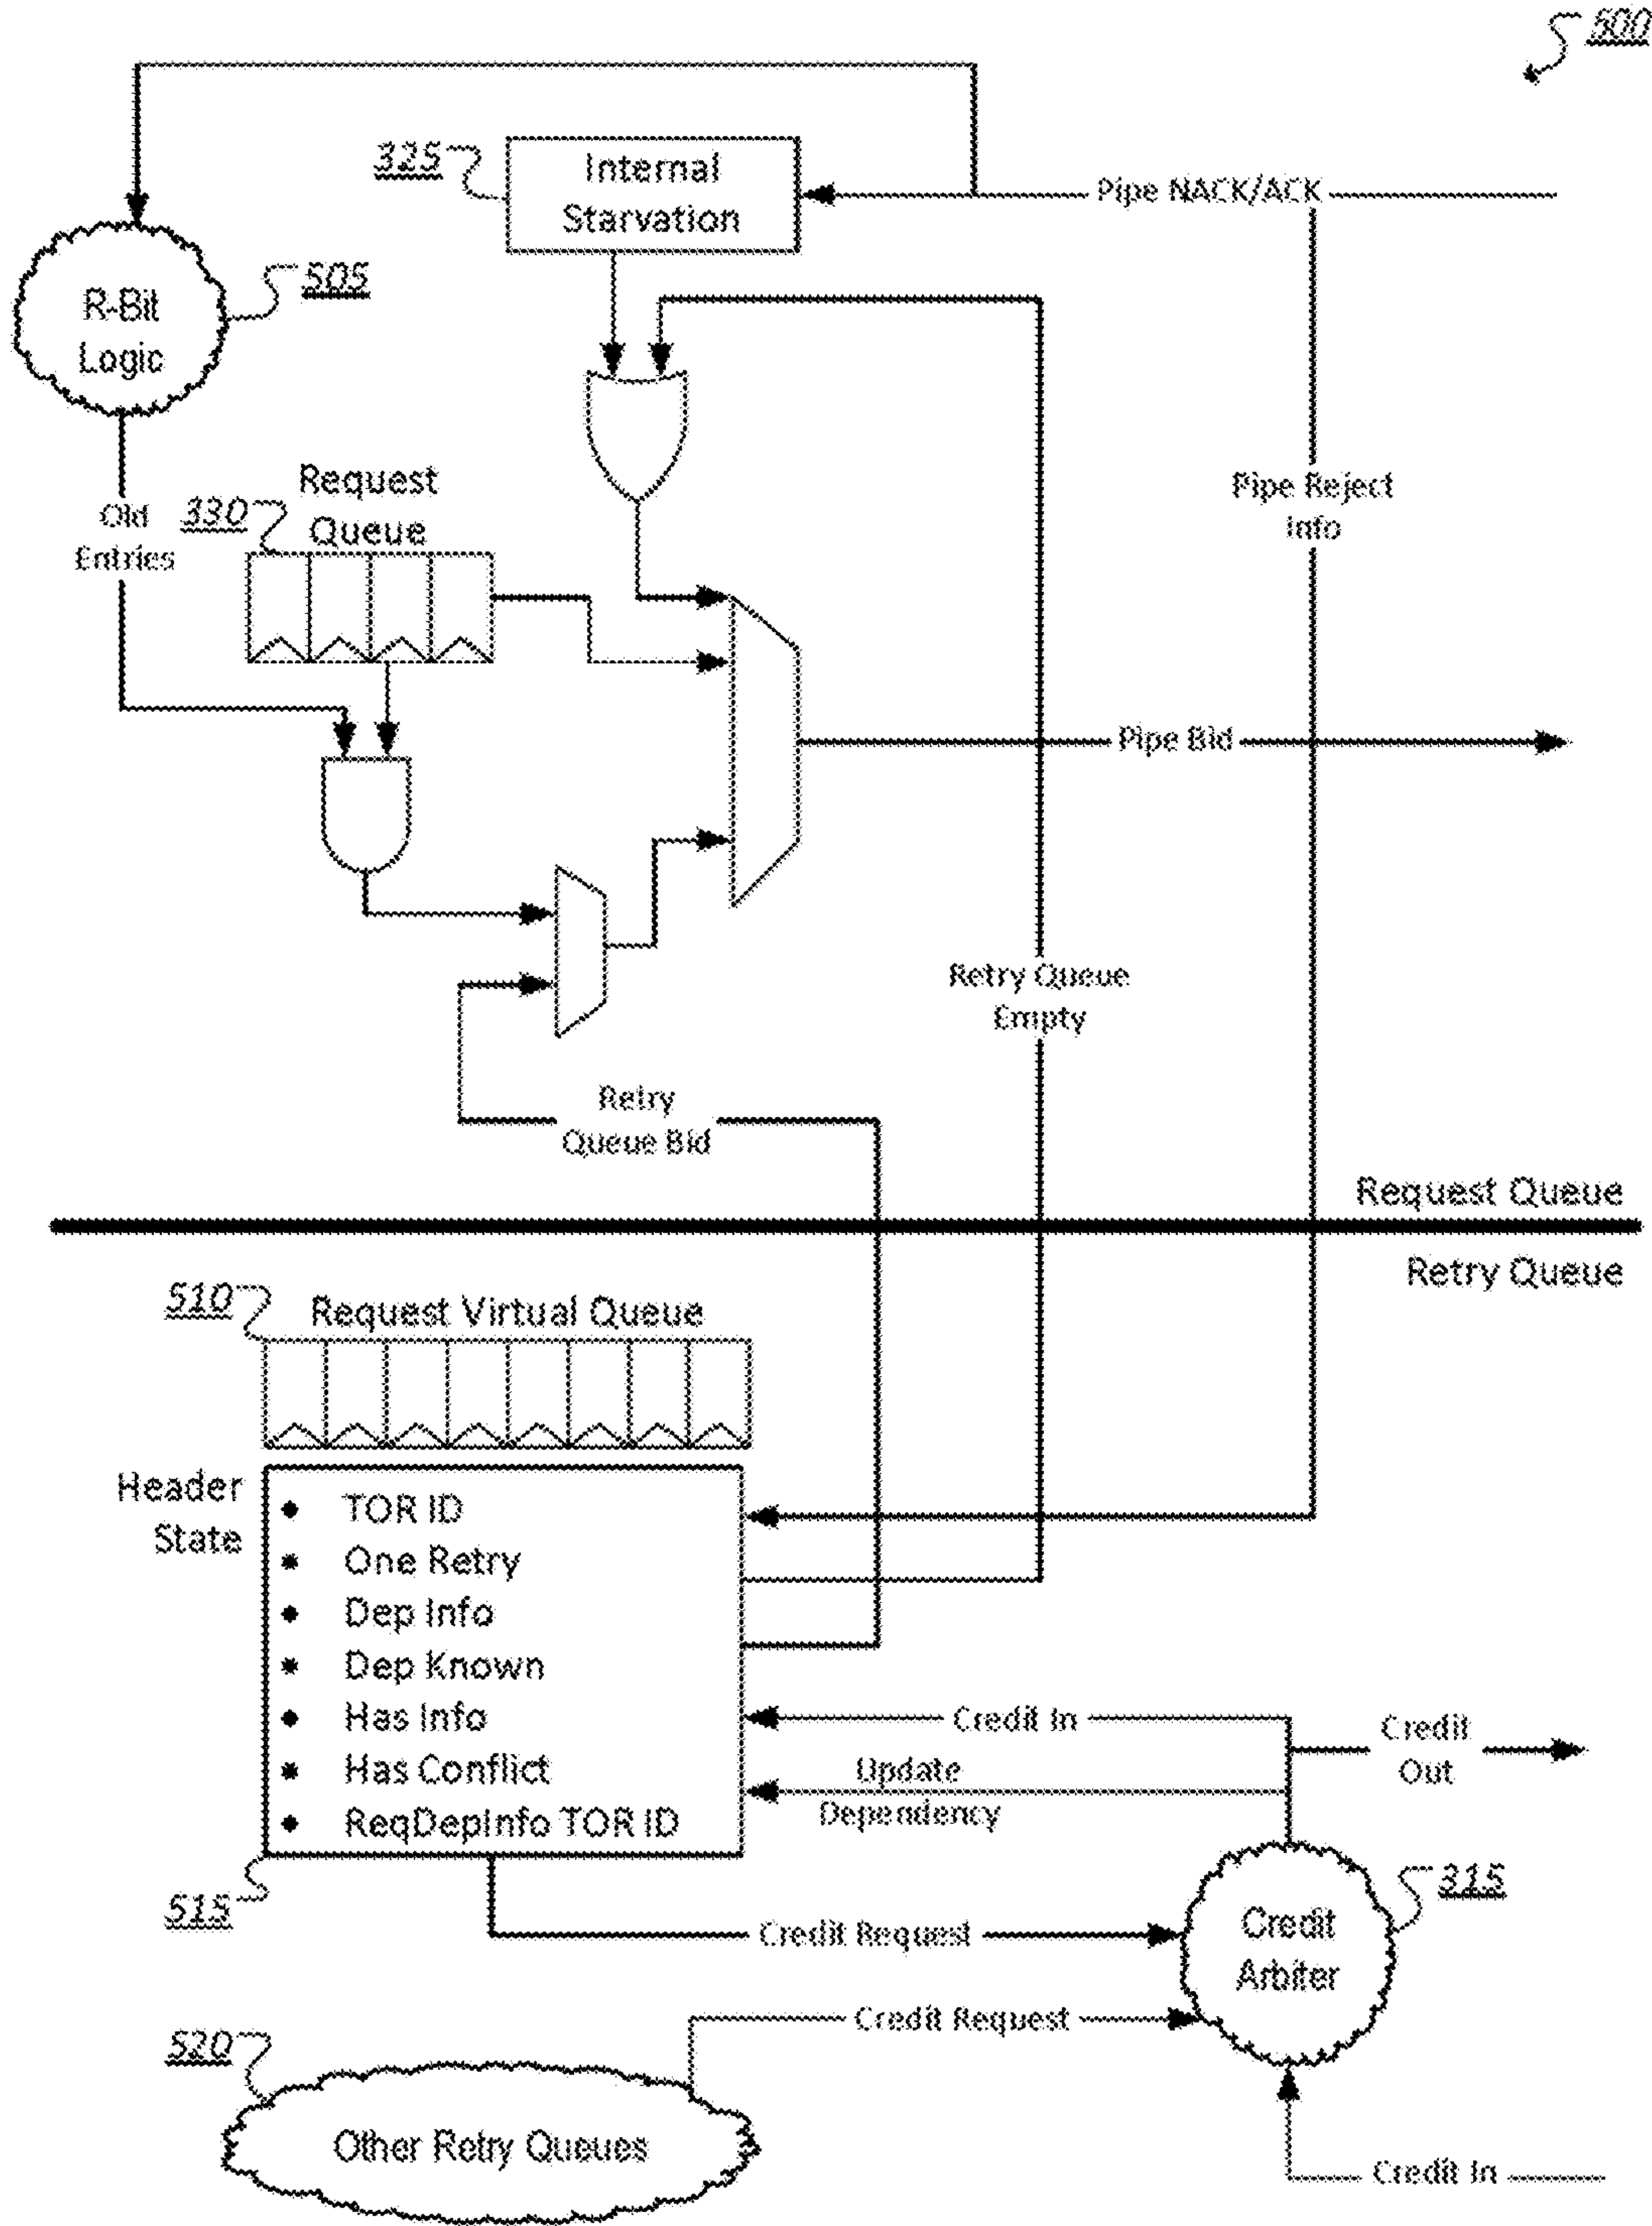 500
325
Internal
Starvation
Pipe NACK/ACK
505
R-Bit
Logic
Request
Queue
330
Old
Entries
Pipe Reject
Info
Pipe Bid
Retry Queue
Empty
Retry
Queue Bid
Request Queue
Retry Queue
510
Request Virtual Queue
Header
State
• TOR ID
• One Retry
• Dep Info
• Dep Known
• Has Info
• Has Conflict
• ReqDepInfo TOR ID
Credit In
Credit
Out
Update
Dependency
515
315
Credit Request
Credit
Arbiter
Credit Request
520
Other Retry Queues
Credit In